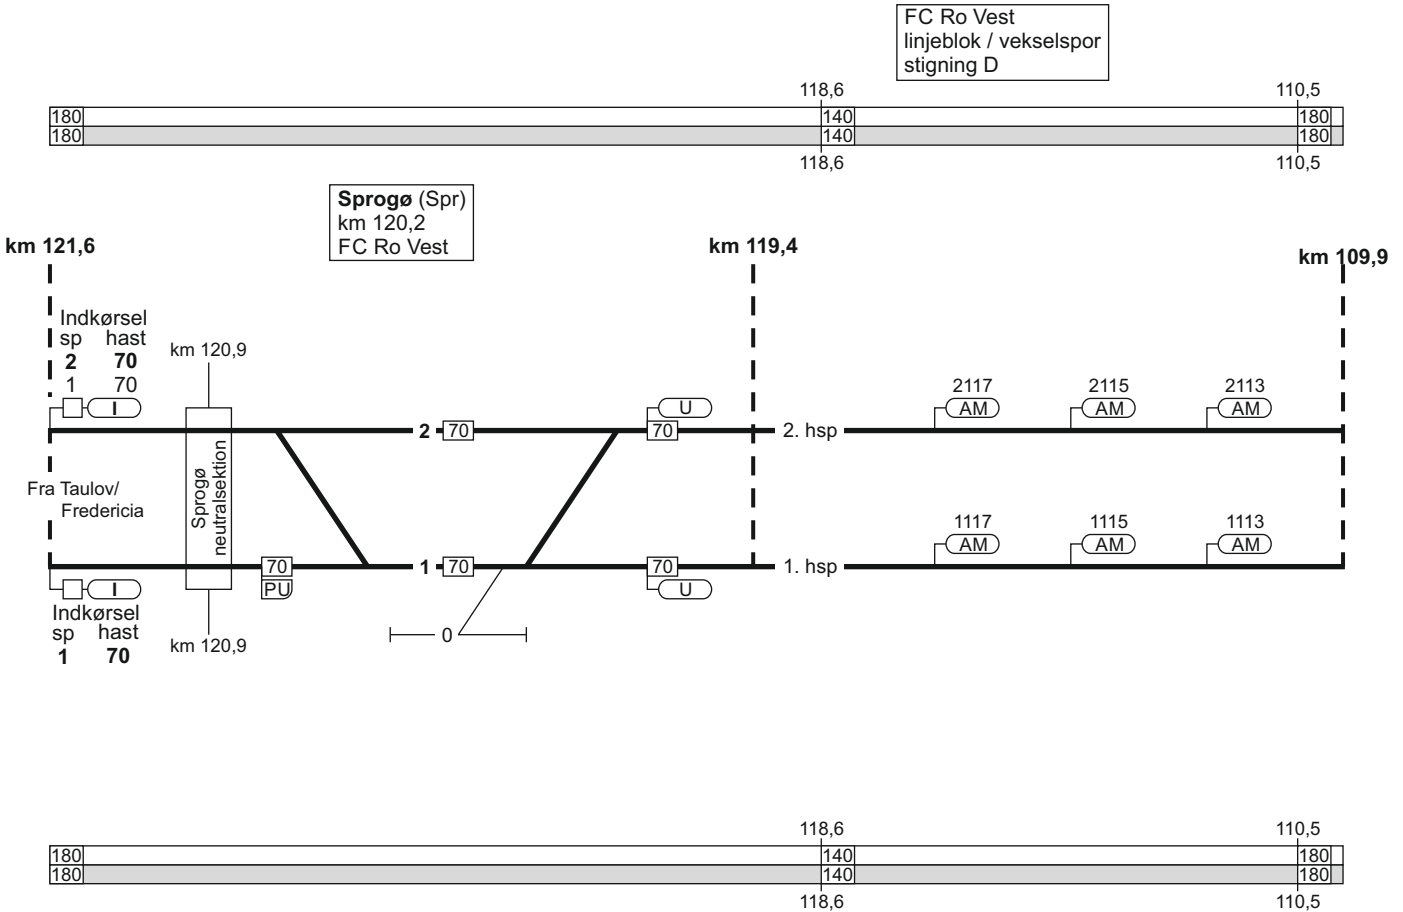 FC Ro Vest
linjeblok / vekselspor
stigning D
118,6 110,5
180 140 180
180 140 180
118,6 110,5
Sprogø (Spr)
km 120,2
FC Ro Vest
km 121,6 km 119,4 km 109,9
Indkørsel
sp hast
2 70
1 70
km 120,9
I
U
2117 2115 2113
AM AM AM
2 70 70 2. hsp
Fra Taulov/
Fredericia
Sprogø
neutralsektion
1117 1115 1113
AM AM AM
70 1 70 70 1. hsp
PU
I
U
Indkørsel
sp hast
1 70
km 120,9
0
118,6 110,5
180 140 180
180 140 180
118,6 110,5